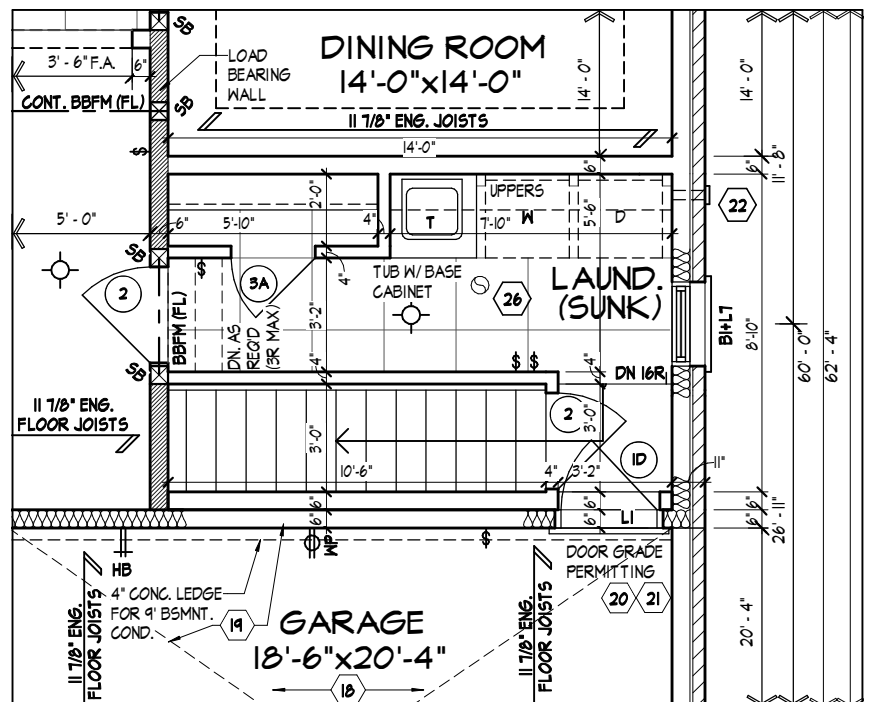 SB
DINING ROOM
14'-0"x14'-0"
LOAD
BEARING
WALL
3' - 6" F.A.
6"
CONT. BBFM (FL)
SB
11 7/8" ENG. JOISTS
14'-0"
14' - 0"
14' - 0"
$
6"
6"
11' - 8"
2'-0"
UPPERS
5' - 0"
6"
5'-10"
4"
T
7'-10"
W
5'-6"
D
22
SB
$
4"
TUB W/ BASE
CABINET
LAUND.
(SUNK)
2
3A
26
BBFM (FL)
DN. AS
REQ'D
(3R MAX)
3'-2"
B1+L7
8'-10"
60' - 0"
62' - 4"
SB
4"
$ $
4"
DN 16R
11 7/8" ENG.
FLOOR JOISTS
3'-0"
2
3'-0"
1D
10'-6"
4"
3'-2"
11"
6"
6"
6"
6"
L1
6"
6"
26' - 11"
HB
WP
$
DOOR GRADE
PERMITTING
4" CONC. LEDGE
FOR 9' BSMNT.
COND.
19
20
21
11 7/8" ENG.
FLOOR JOISTS
GARAGE
18'-6"x20'-4"
18
11 7/8" ENG.
FLOOR JOISTS
20' - 4"